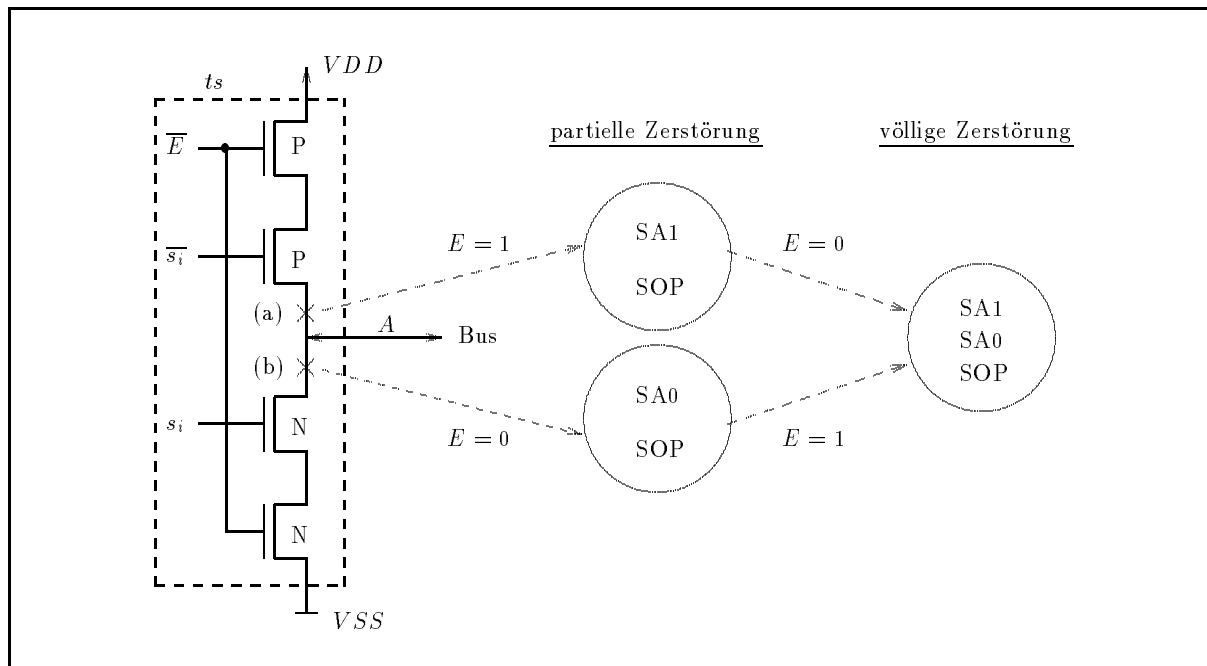 VDD
ts
partielle Zerstörung
völlige Zerstörung
E̅
P
SA1
E = 1
E = 0
s̅ᵢ
P
SOP
SA1
(a)
A
Bus
SA0
(b)
SOP
SA0
sᵢ
N
E = 0
E = 1
SOP
N
VSS